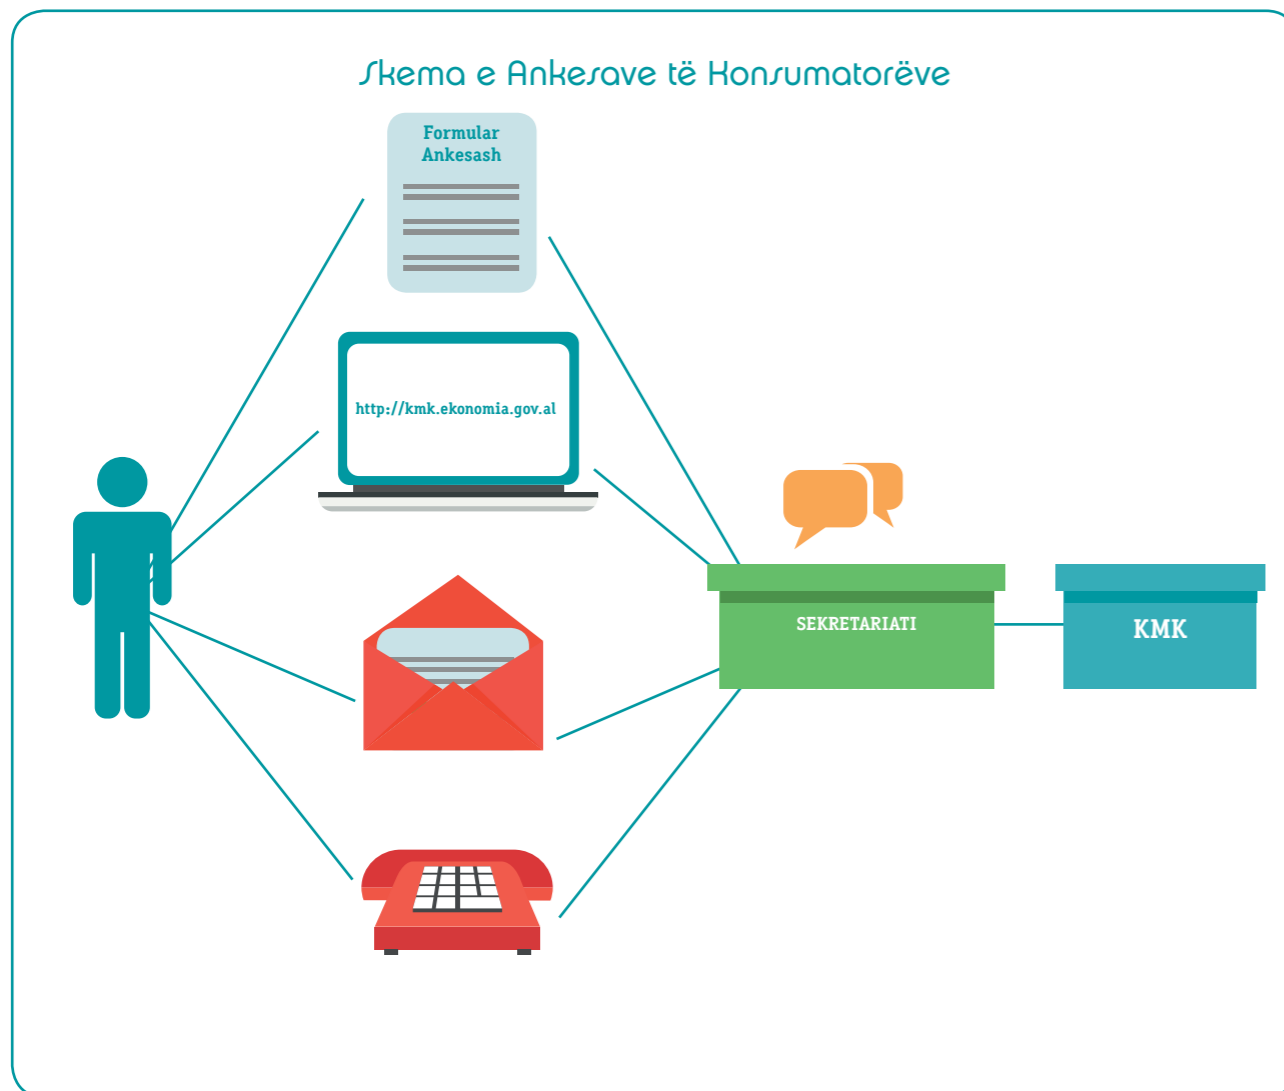 Skema e Ankesave të Konsumatorëve
Formular
Ankesash
http://kmk.ekonomia.gov.al
SEKRETARIATI
KMK